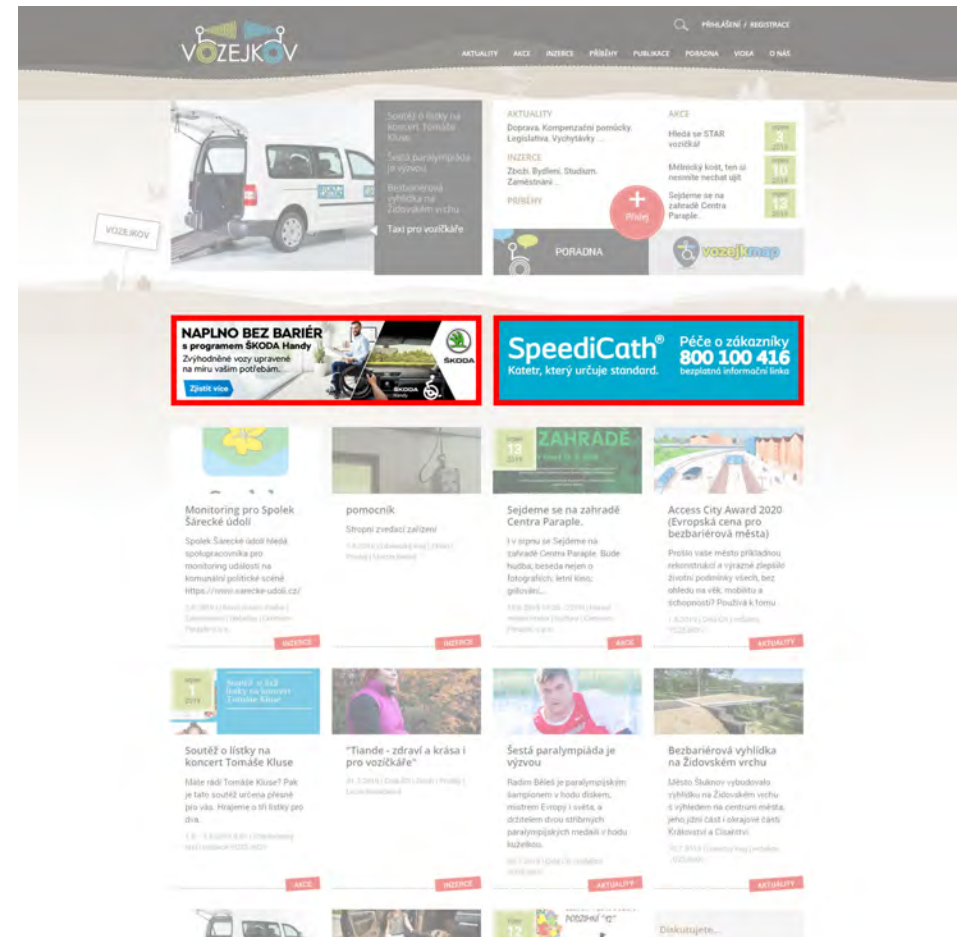 VOZEJKOV
PŘIHLÁŠENÍ / REGISTRACE
AKTUALITY AKCE INZERCE PŘÍBĚHY PUBLIKACE PORADNA VIDEA O NÁS
Soutěž o lístky na
koncert Tomáše
Kluse
Šestá paralympiáda
je výzvou
Bezbariérová
vyhlídka na
Židovském vrchu
Taxi pro vozíčkáře
VOZEJKOV
AKTUALITY
Doprava. Kompenzační pomůcky.
Legislativa. Vychytávky ...
INZERCE
Zboží. Bydlení. Studium.
Zaměstnání ...
PŘÍBĚHY
Přidej
AKCE
Hledá se STAR
vozíčkář
3
2019
Mělnický košt, ten si
nesmíte nechat ujít
10
2019
Sejdeme se na
zahradě Centra
Paraple.
13
2019
PORADNA
vozejkmap
NAPLNO BEZ BARIÉR
s programem ŠKODA Handy
Zvýhodněné vozy upravené
na míru vašim potřebám.
Zjistit více
ŠKODA
ŠKODA
Handy
SpeediCath®
Katetr, který určuje standard.
Péče o zákazníky
800 100 416
bezplatná informační linka
Monitoring pro Spolek
Šárecké údolí
Spolek Šárecké údolí hledá
spolupracovníka pro
monitoring událostí na
komunální politické scéně.
https://www.sarecke-udoli.cz/
INZERCE
pomocník
Stropní zvedací zařízení
INZERCE
13
2019
ZAHRADĚ
Sejdeme se na zahradě
Centra Paraple.
I v srpnu se Sejdeme na
zahradě Centra Paraple. Bude
hudba, beseda nejen o
fotografiích, letní kino,
grilování...
AKCE
Access City Award 2020
(Evropská cena pro
bezbariérová města)
Prošlo vaše město příkladnou
rekonstrukcí a výrazně zlepšilo
životní podmínky všech, bez
ohledu na věk, mobilitu a
schopnosti? Používá k tomu
AKTUALITY
1
2019
Soutěž o lístky na
koncert Tomáše Kluse
Máte rádi Tomáše Kluse? Pak
je tato soutěž určena přesně
pro vás. Hrajeme o tři lístky pro
dva.
AKCE
"Tiande - zdraví a krása i
pro vozíčkáře"
INZERCE
Šestá paralympiáda je
výzvou
Radim Běleš je paralympijským
šampionem v hodu diskem,
mistrem Evropy i světa, a
držitelem dvou stříbrných
paralympijských medailí v hodu
kuželkou.
AKTUALITY
Bezbariérová vyhlídka
na Židovském vrchu
Město Šluknov vybudovalo
vyhlídku na Židovském vrchu
s výhledem na centrum města,
jeho jižní část i okrajové části
Království a Císařství.
AKTUALITY
12
PODZIMNÍ "12"
Diskutujete...